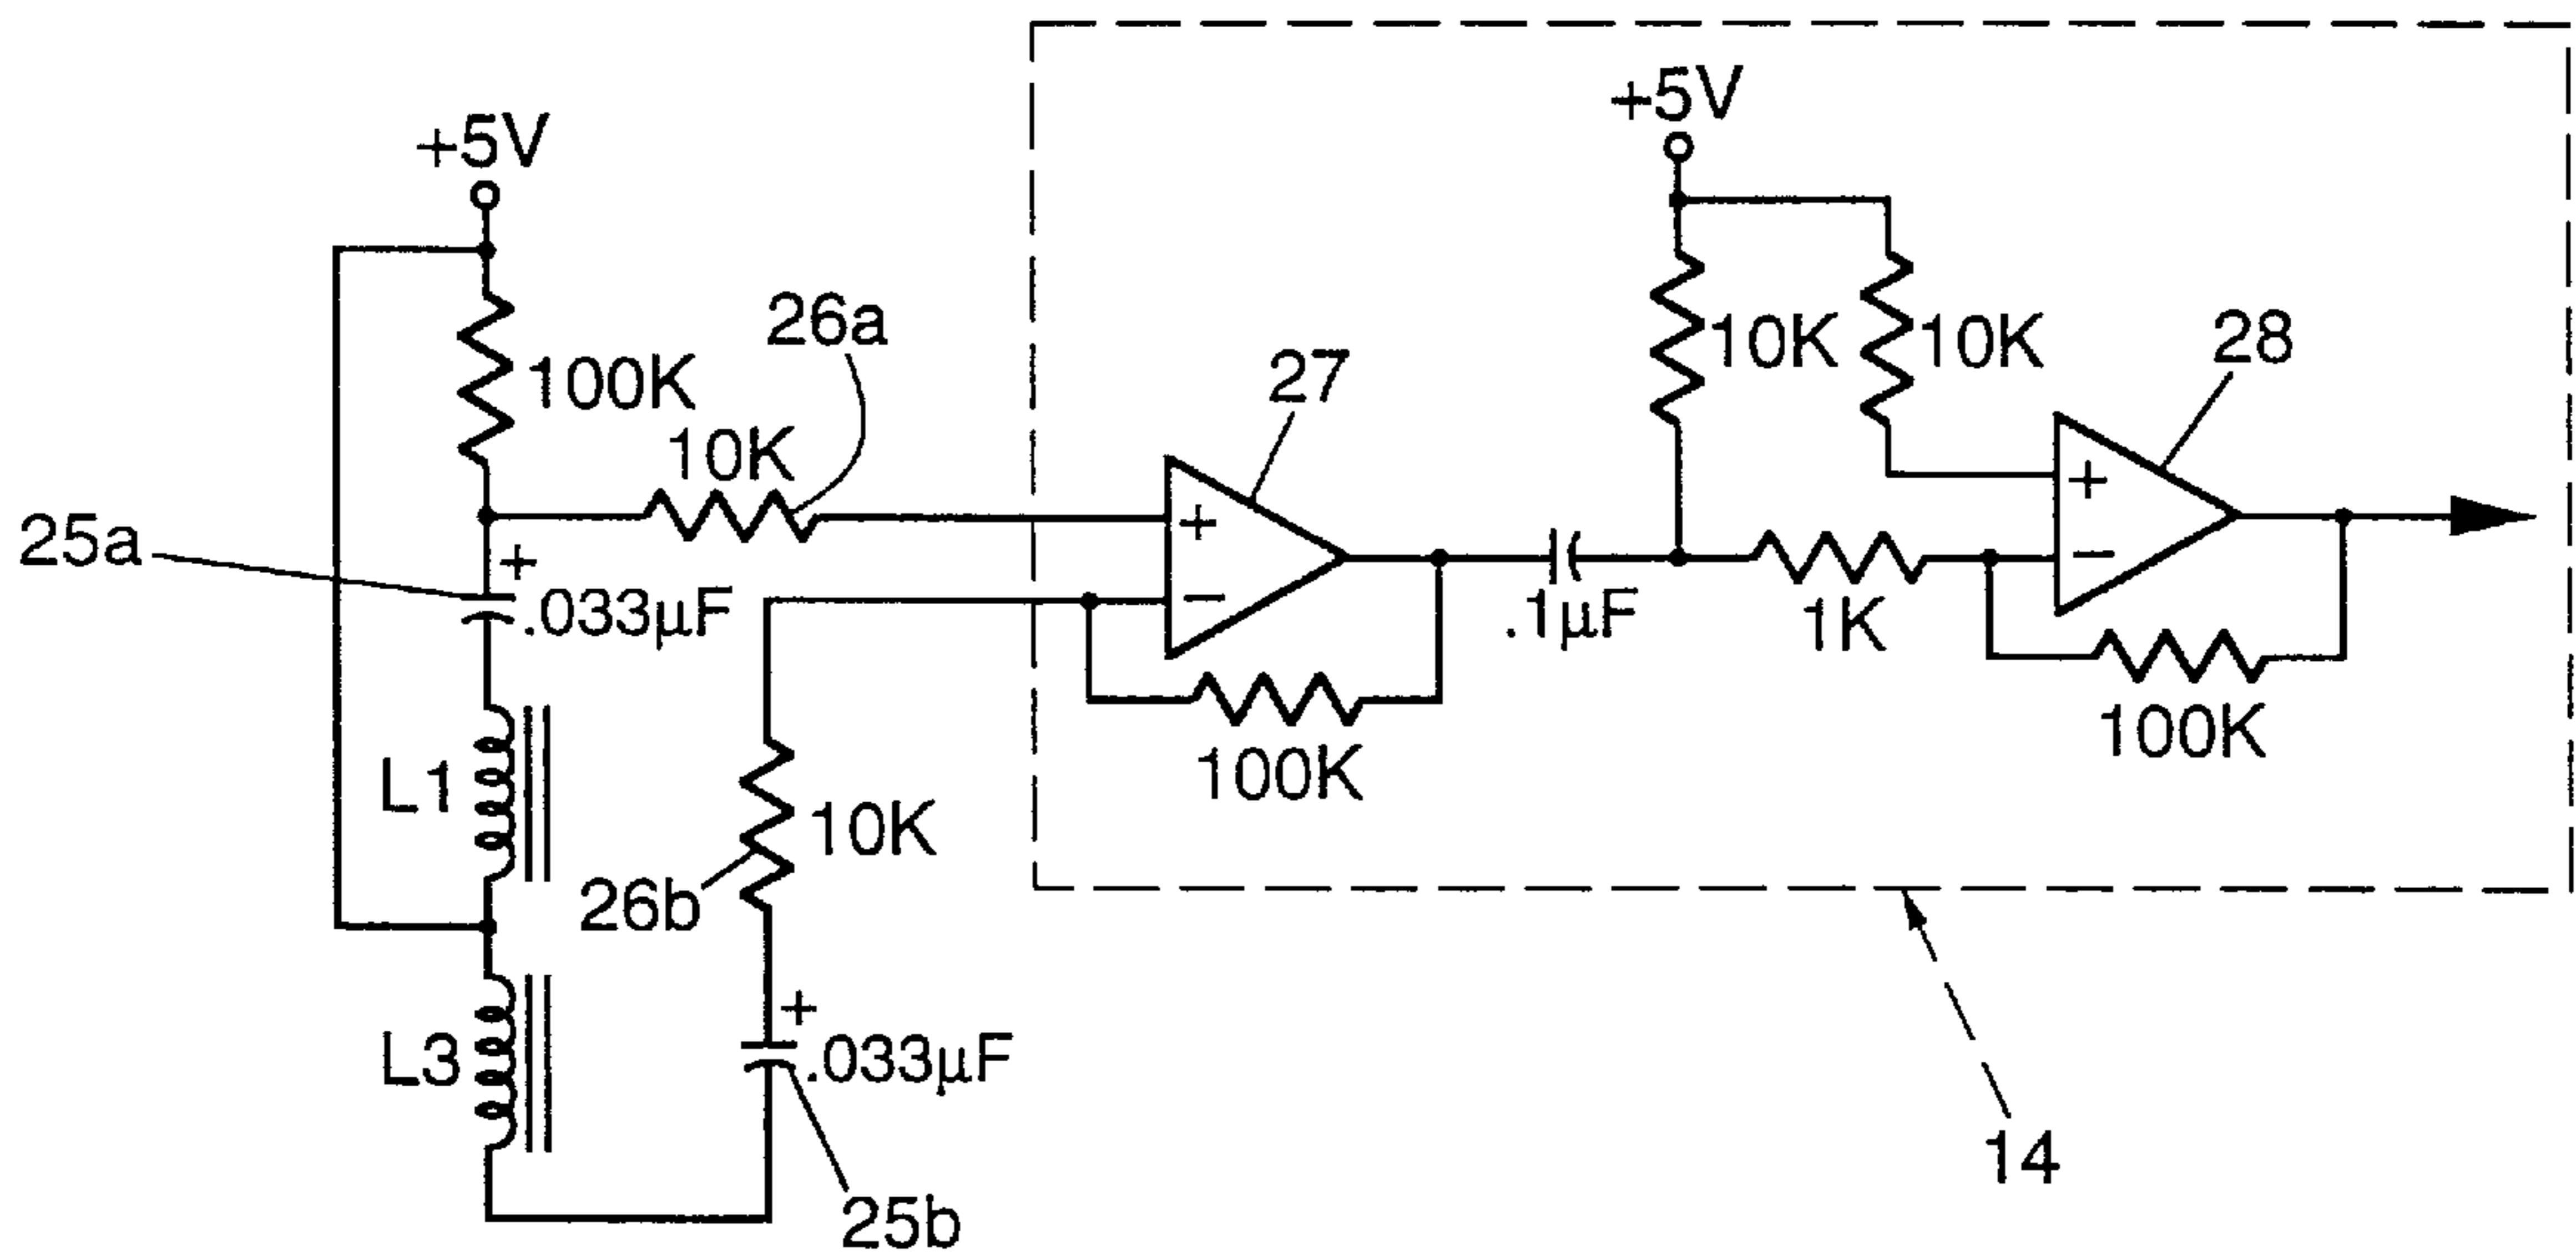 +5V
+5V
26a
100K
10K
10K
10K
28
27
25a
+
.033µF
+
−
+
−
.1µF
1K
100K
100K
L1
10K
26b
L3
+
.033µF
14
25b